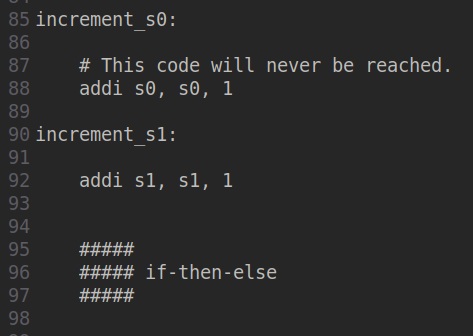 85 increment_s0:
86
87     # This code will never be reached.
88     addi s0, s0, 1
89
90 increment_s1:
91
92     addi s1, s1, 1
93
94
95     #####
96     ##### if-then-else
97     #####
98